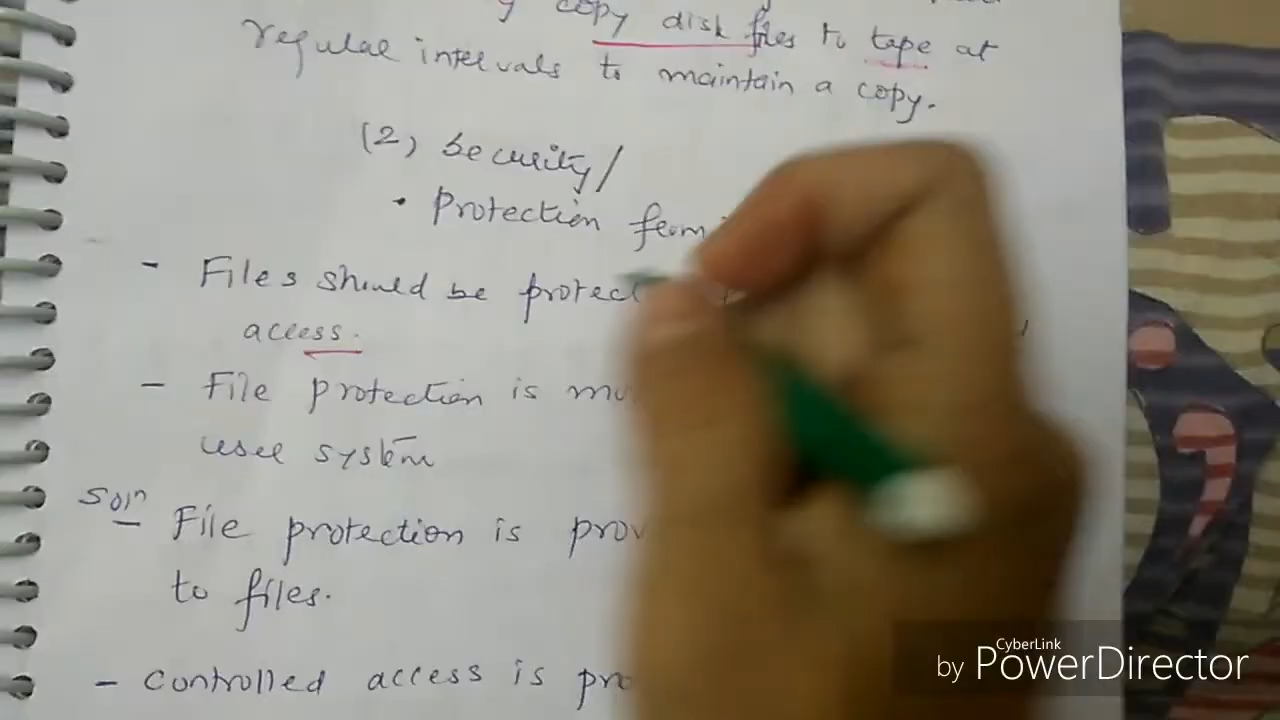 copy disk files to tape at
regular intervals to maintain a copy.
(2) Security/
• Protection from
- Files should be protec
access.
- File protection is mu
user system
Soln
- File protection is prov
to files.
- controlled access is pro
CyberLink
by PowerDirector